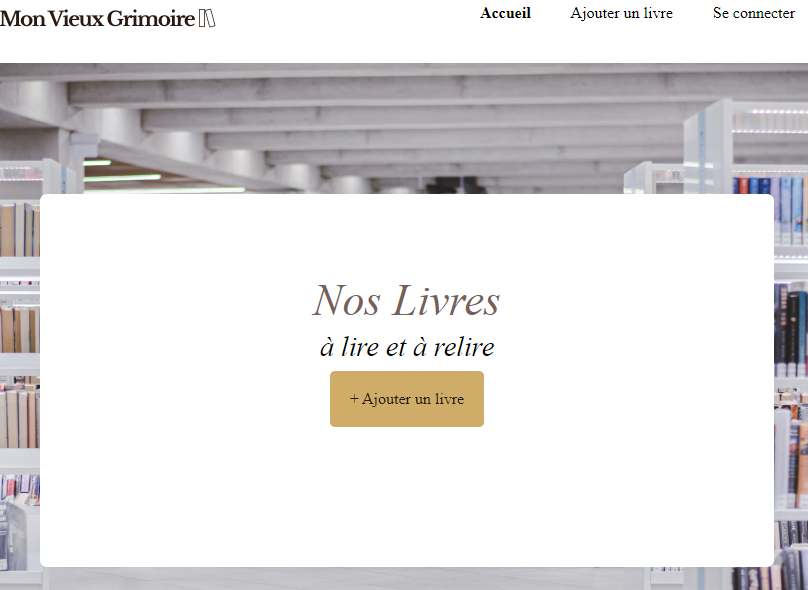 Mon Vieux Grimoire
Accueil
Ajouter un livre
Se connecter
Nos Livres
à lire et à relire
+ Ajouter un livre